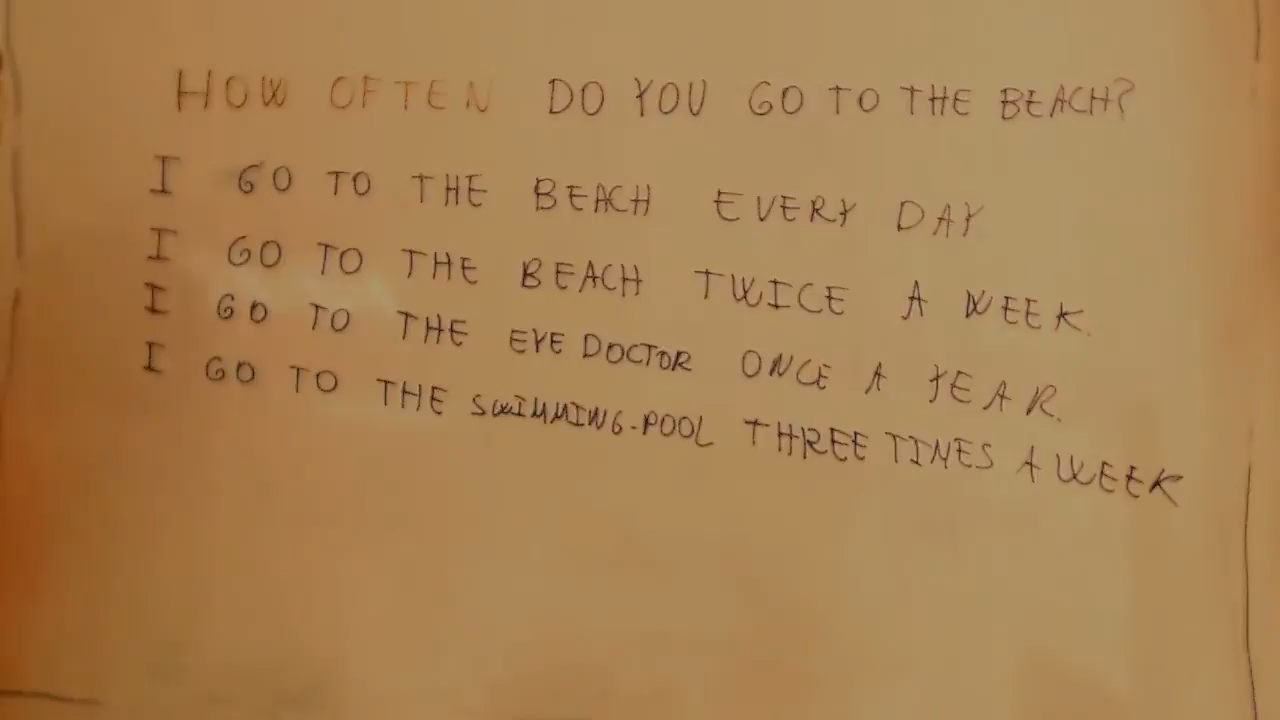 HOW OFTEN DO YOU GO TO THE BEACH?
I GO TO THE BEACH EVERY DAY
I GO TO THE BEACH TWICE A WEEK.
I GO TO THE EYE DOCTOR ONCE A YEAR.
I GO TO THE SWIMMING-POOL THREE TIMES A WEEK